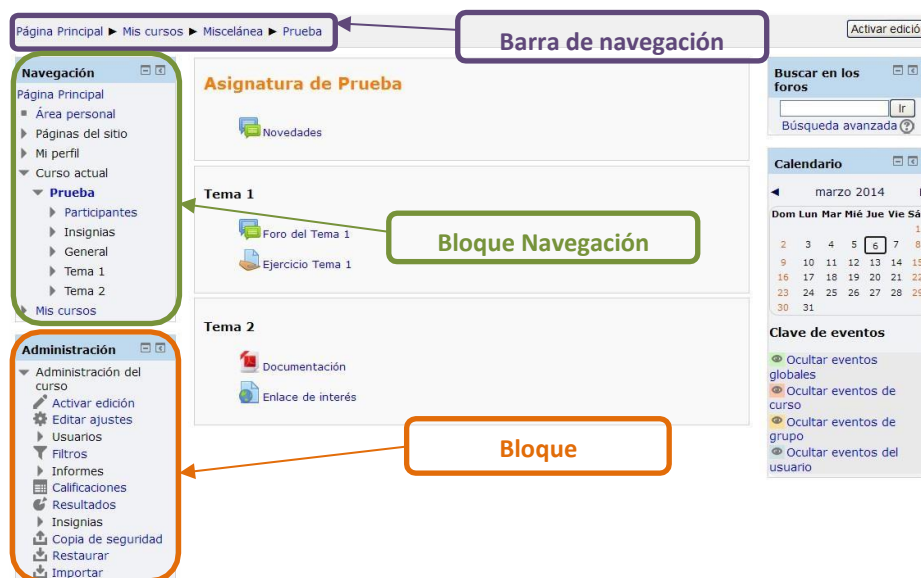 Página Principal ► Mis cursos ► Miscelánea ► Prueba
Barra de navegación
Activar edición
Navegación
Página Principal
Área personal
Páginas del sitio
Mi perfil
Curso actual
Prueba
Participantes
Insignias
General
Tema 1
Tema 2
Mis cursos
Administración
Administración del
curso
Activar edición
Editar ajustes
Usuarios
Filtros
Informes
Calificaciones
Resultados
Insignias
Copia de seguridad
Restaurar
Importar
Asignatura de Prueba
Novedades
Tema 1
Foro del Tema 1
Ejercicio Tema 1
Bloque Navegación
Tema 2
Documentación
Enlace de interés
Bloque
Buscar en los
foros
Ir
Búsqueda avanzada
Calendario
◄ marzo 2014
Dom Lun Mar Mié Jue Vie Sá
1
2 3 4 5 6 7 8
9 10 11 12 13 14 15
16 17 18 19 20 21 22
23 24 25 26 27 28 29
30 31
Clave de eventos
Ocultar eventos
globales
Ocultar eventos de
curso
Ocultar eventos de
grupo
Ocultar eventos del
usuario